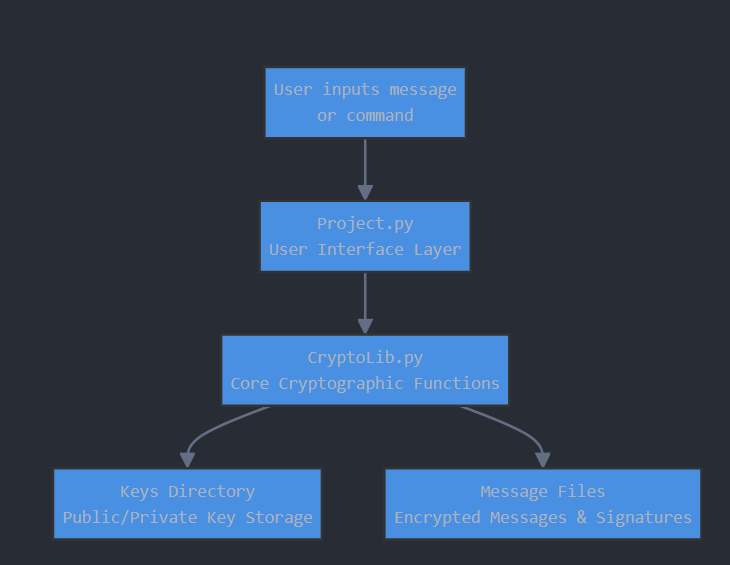 User inputs message
or command
Project.py
User Interface Layer
CryptoLib.py
Core Cryptographic Functions
Keys Directory
Public/Private Key Storage
Message Files
Encrypted Messages & Signatures